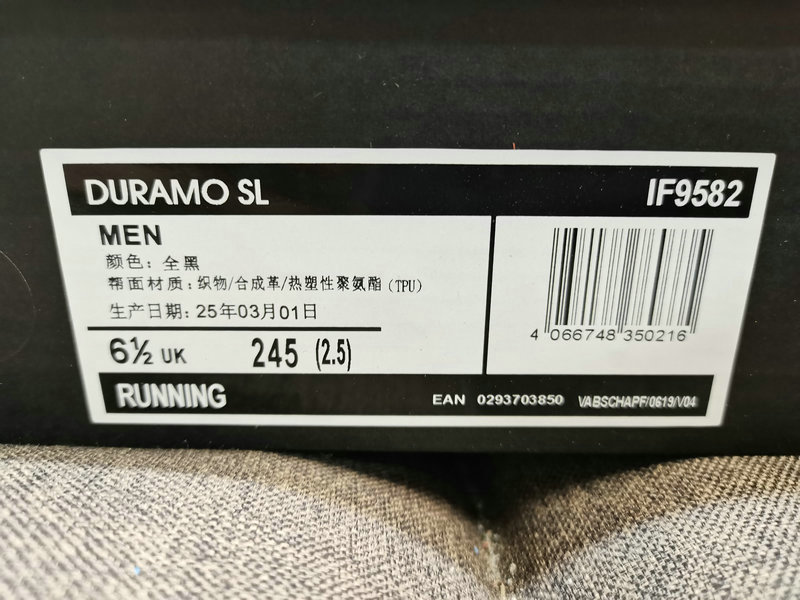 DURAMO SL IF9582
MEN
颜色：全黑
帮面材质：织物/合成革/热塑性聚氨酯（TPU）
生产日期：25年03月01日
6½ UK 245 (2.5)
4 066748 350216
RUNNING EAN 0293703850 VABSCHAPF/0619/V04